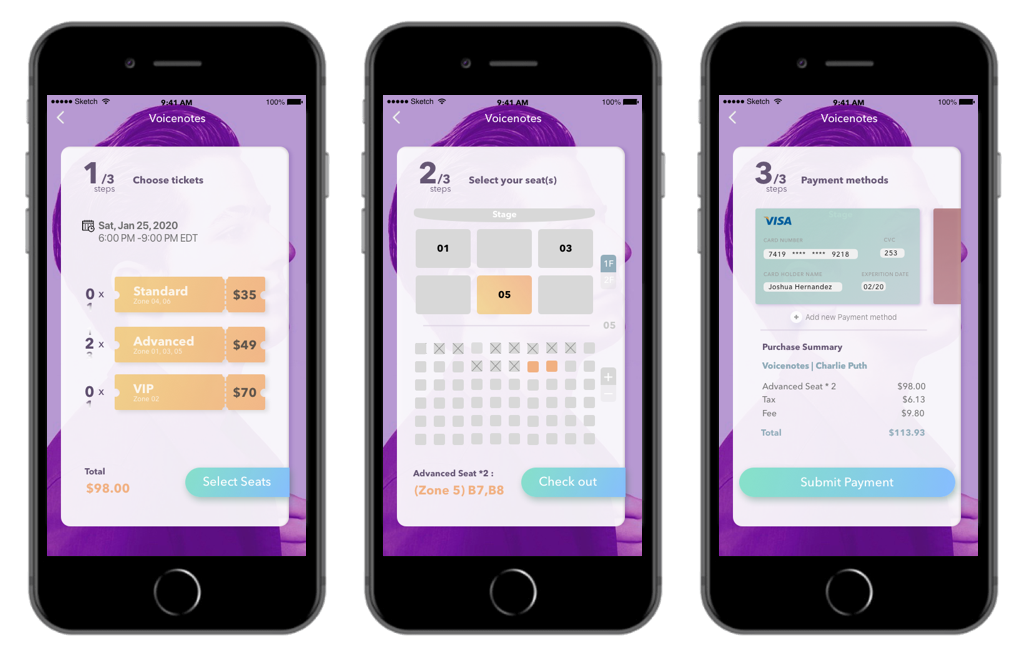 Sketch 9:41 AM 100%
Voicenotes
1/3 steps Choose tickets
Sat, Jan 25, 2020
6:00 PM -9:00 PM EDT
0 x Standard $35
Zone 04, 06
1
1
2 x Advanced $49
Zone 01, 03, 05
3
0 x VIP $70
Zone 02
1
Total
$98.00
Select Seats
Sketch 9:41 AM 100%
Voicenotes
2/3 steps Select your seat(s)
Stage
01 03
1F
2F
05
05
+
−
Advanced Seat *2 :
(Zone 5) B7,B8
Check out
Sketch 9:41 AM 100%
Voicenotes
3/3 steps Payment methods
VISA
CARD NUMBER CVC
7419 **** **** 9218 253
CARD HOLDER NAME EXPEDITION DATE
Joshua Hernandez 02/20
+ Add new Payment method
Purchase Summary
Voicenotes | Charlie Puth
Advanced Seat * 2 $98.00
Tax $6.13
Fee $9.80
Total $113.93
Submit Payment